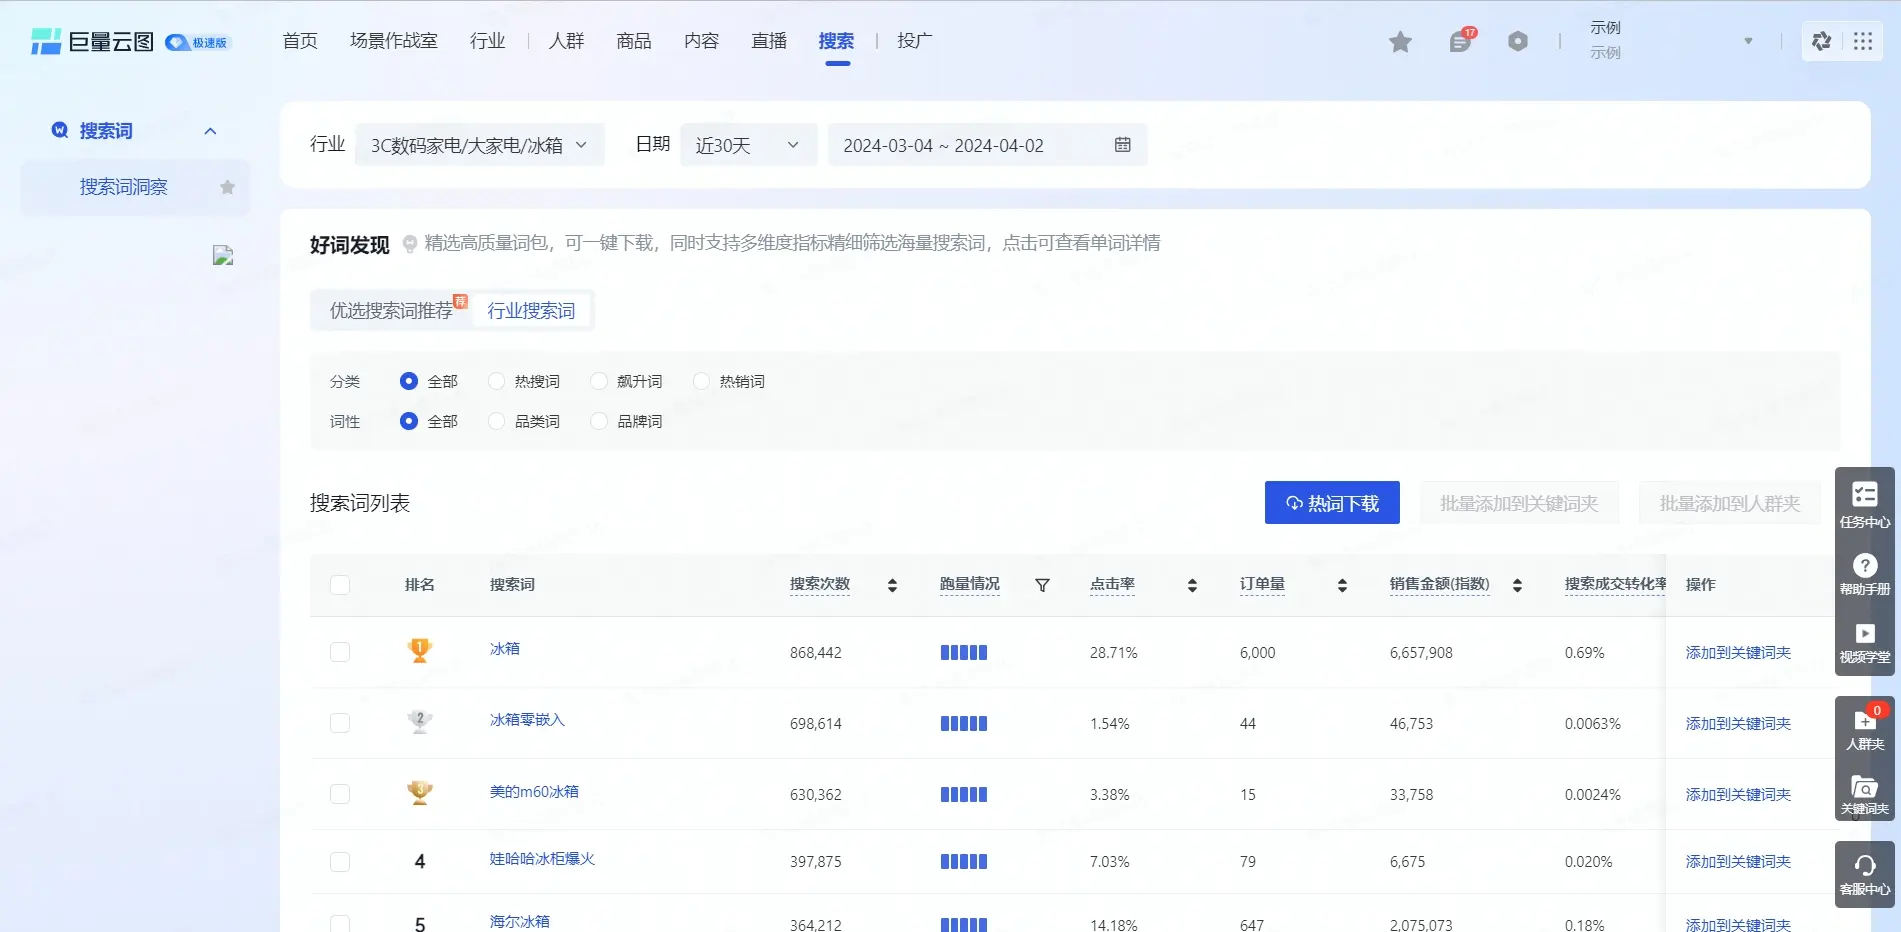 巨量云图 极速版 首页 场景作战室 行业 人群 商品 内容 直播 搜索 投广 17 示例
示例
搜索词
搜索词洞察
行业 3C数码家电/大家电/冰箱 日期 近30天 2024-03-04 ~ 2024-04-02
好词发现 精选高质量词包，可一键下载，同时支持多维度指标精细筛选海量搜索词，点击可查看单词详情
优选搜索词推荐 荐 行业搜索词
分类 全部 热搜词 飙升词 热销词
词性 全部 品类词 品牌词
搜索词列表 热词下载 批量添加到关键词夹 批量添加到人群夹
排名 搜索词 搜索次数 跑量情况 点击率 订单量 销售金额(指数) 搜索成交转化率 操作
1 冰箱 868,442 28.71% 6,000 6,657,908 0.69% 添加到关键词夹
2 冰箱零嵌入 698,614 1.54% 44 46,753 0.0063% 添加到关键词夹
3 美的m60冰箱 630,362 3.38% 15 33,758 0.0024% 添加到关键词夹
4 娃哈哈冰柜爆火 397,875 7.03% 79 6,675 0.020% 添加到关键词夹
5 海尔冰箱 364,212 14.18% 647 2,075,073 0.18% 添加到关键词夹
任务中心
帮助手册
视频学堂
0
人群夹
关键词夹
客服中心